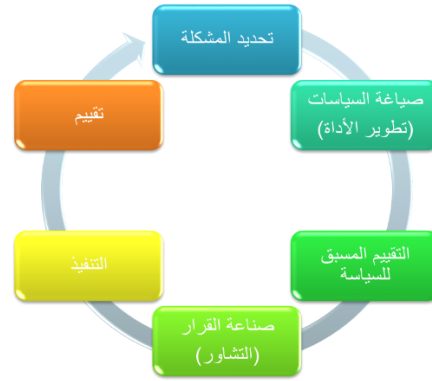 تحديد المشكلة
صياغة السياسات
(تطوير الأداة)
التقييم المسبق
للسياسة
صناعة القرار
(التشاور)
التنفيذ
تقييم